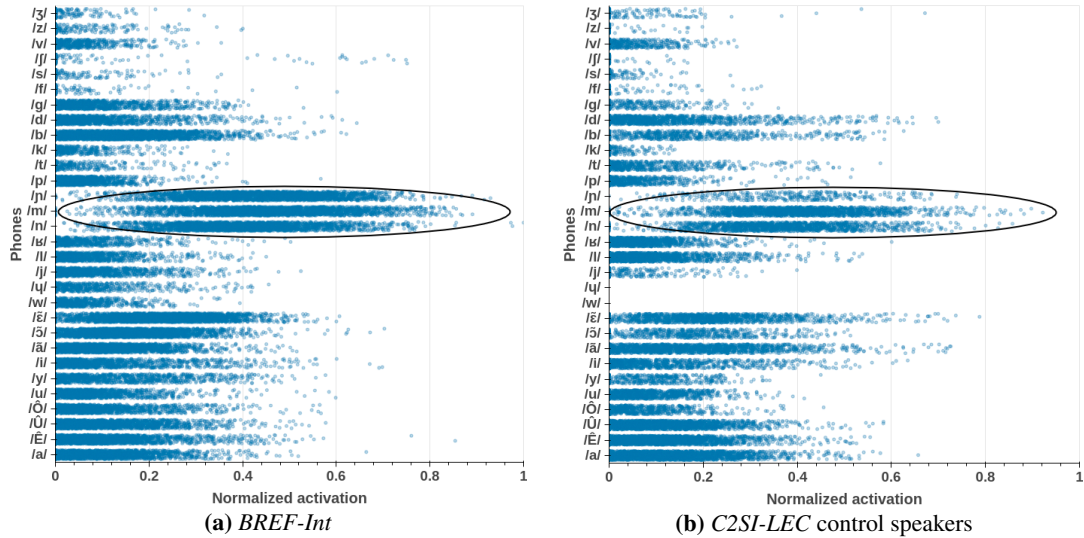 /ʒ/ /ʒ/
/z/ /z/
/v/ /v/
/ʃ/ /ʃ/
/s/ /s/
/f/ /f/
/g/ /g/
/d/ /d/
/b/ /b/
/k/ /k/
/t/ /t/
/p/ /p/
/ɲ/ /ɲ/
/m/ /m/
/n/ /n/
/ʁ/ /ʁ/
/l/ /l/
/j/ /j/
/ɥ/ /ɥ/
/w/ /w/
/ɛ̃/ /ɛ̃/
/ɔ̃/ /ɔ̃/
/ã/ /ã/
/i/ /i/
/y/ /y/
/u/ /u/
/Ô/ /Ô/
/Û/ /Û/
/Ê/ /Ê/
/a/ /a/
Phones Phones
0 0.2 0.4 0.6 0.8 1 0 0.2 0.4 0.6 0.8 1
Normalized activation Normalized activation
(a) BREF-Int (b) C2SI-LEC control speakers